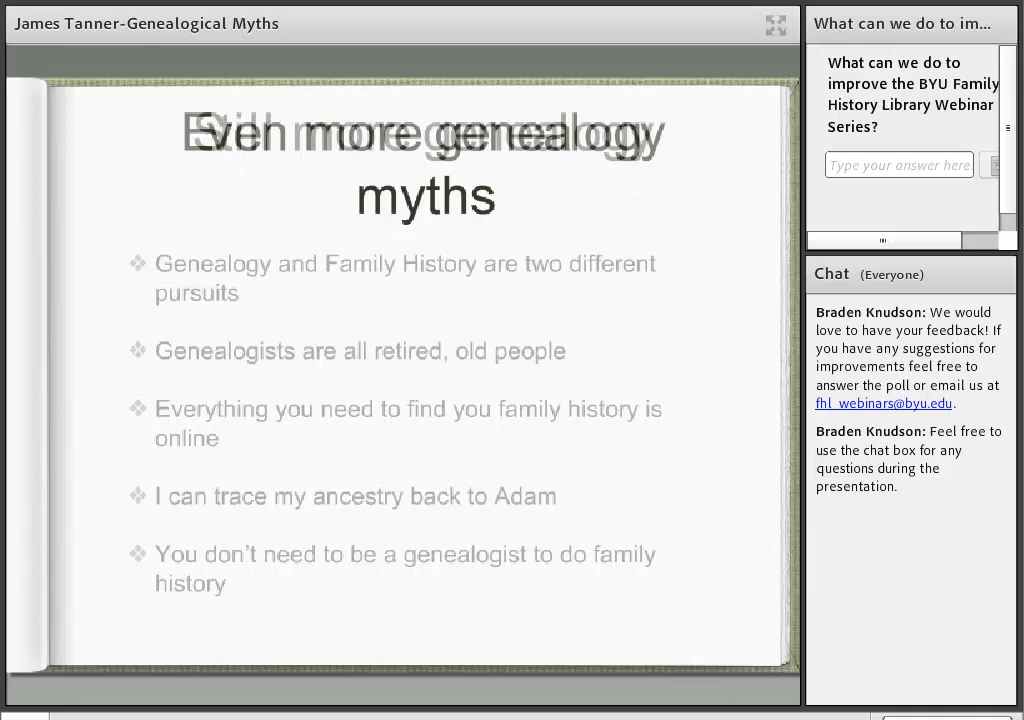 James Tanner-Genealogical Myths
Even more genealogy
myths
Genealogy and Family History are two different
pursuits
Genealogists are all retired, old people
Everything you need to find you family history is
online
I can trace my ancestry back to Adam
You don't need to be a genealogist to do family
history
What can we do to im...
What can we do to
improve the BYU Family
History Library Webinar
Series?
Type your answer here
Chat (Everyone)
Braden Knudson: We would
love to have your feedback! If
you have any suggestions for
improvements feel free to
answer the poll or email us at
fhl_webinars@byu.edu.
Braden Knudson: Feel free to
use the chat box for any
questions during the
presentation.